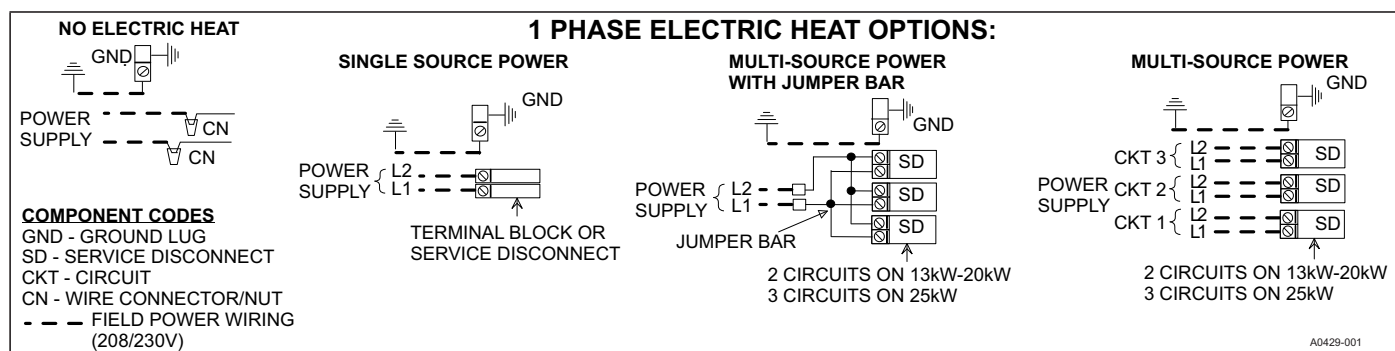 1 PHASE ELECTRIC HEAT OPTIONS:
NO ELECTRIC HEAT
GND
POWER
SUPPLY
CN
CN
COMPONENT CODES
GND - GROUND LUG
SD - SERVICE DISCONNECT
CKT - CIRCUIT
CN - WIRE CONNECTOR/NUT
FIELD POWER WIRING
(208/230V)
SINGLE SOURCE POWER
GND
POWER
SUPPLY
L2
L1
TERMINAL BLOCK OR
SERVICE DISCONNECT
MULTI-SOURCE POWER
WITH JUMPER BAR
GND
SD
SD
SD
POWER
SUPPLY
L2
L1
JUMPER BAR
2 CIRCUITS ON 13kW-20kW
3 CIRCUITS ON 25kW
MULTI-SOURCE POWER
GND
CKT 3
L2
L1
SD
POWER
SUPPLY
CKT 2
L2
L1
SD
CKT 1
L2
L1
SD
2 CIRCUITS ON 13kW-20kW
3 CIRCUITS ON 25kW
A0429-001